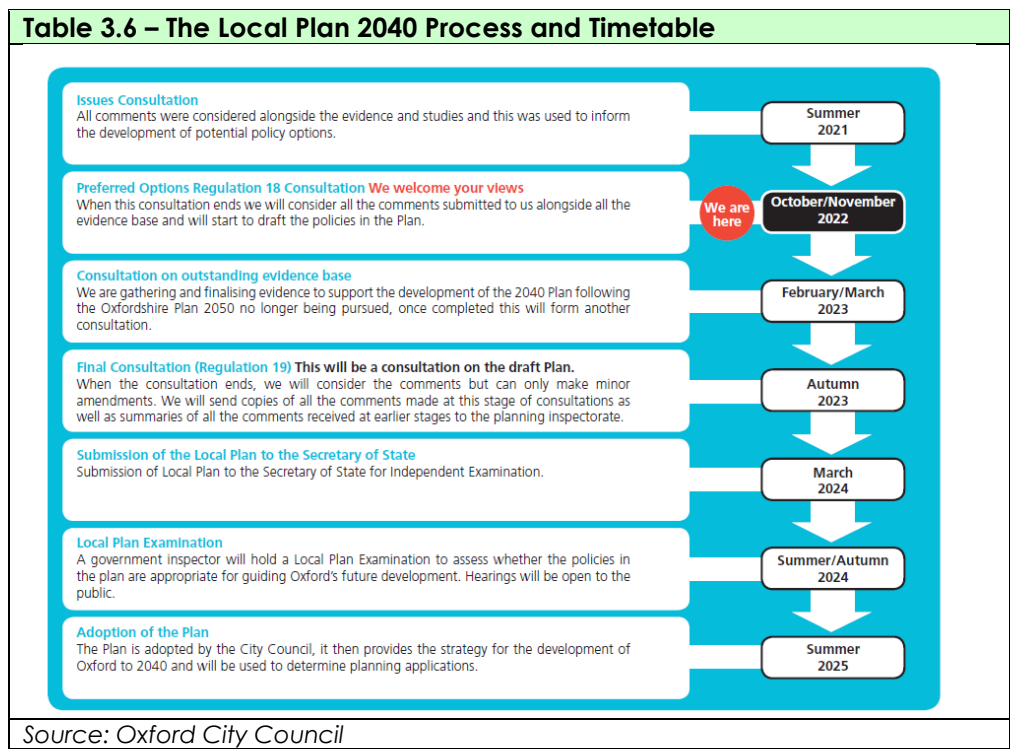 Table 3.6 – The Local Plan 2040 Process and Timetable
Issues Consultation
All comments were considered alongside the evidence and studies and this was used to inform
the development of potential policy options.
Summer
2021
Preferred Options Regulation 18 Consultation We welcome your views
When this consultation ends we will consider all the comments submitted to us alongside all the
evidence base and will start to draft the policies in the Plan.
We are
here
October/November
2022
Consultation on outstanding evidence base
We are gathering and finalising evidence to support the development of the 2040 Plan following
the Oxfordshire Plan 2050 no longer being pursued, once completed this will form another
consultation.
February/March
2023
Final Consultation (Regulation 19) This will be a consultation on the draft Plan.
When the consultation ends, we will consider the comments but can only make minor
amendments. We will send copies of all the comments made at this stage of consultations as
well as summaries of all the comments received at earlier stages to the planning inspectorate.
Autumn
2023
Submission of the Local Plan to the Secretary of State
Submission of Local Plan to the Secretary of State for Independent Examination.
March
2024
Local Plan Examination
A government inspector will hold a Local Plan Examination to assess whether the policies in
the plan are appropriate for guiding Oxford's future development. Hearings will be open to the
public.
Summer/Autumn
2024
Adoption of the Plan
The Plan is adopted by the City Council, it then provides the strategy for the development of
Oxford to 2040 and will be used to determine planning applications.
Summer
2025
Source: Oxford City Council